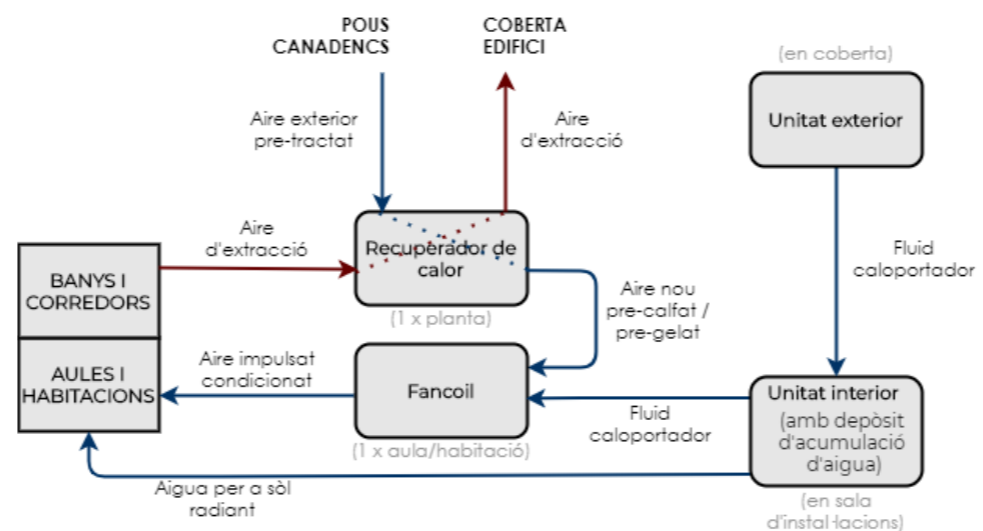 POUS
CANADENCS
COBERTA
EDIFICI
(en coberta)
Unitat exterior
Aire exterior
pre-tractat
Aire
d'extracció
Aire
d'extracció
Recuperador de
calor
(1 x planta)
Fluid
caloportador
BANYS I
CORREDORS
Aire nou
pre-calfat /
pre-gelat
AULES I
HABITACIONS
Aire impulsat
condicionat
Fancoil
(1 x aula/habitació)
Fluid
caloportador
Unitat interior
(amb depòsit
d'acumulació
d'aigua)
(en sala
d'instal·lacions)
Aigua per a sòl
radiant